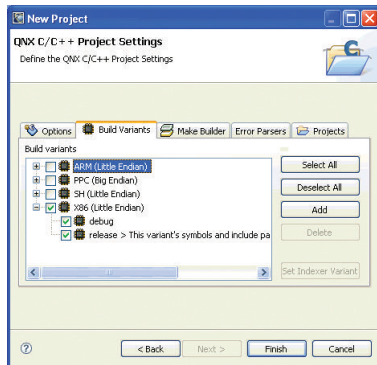 New Project
QNX C/C++ Project Settings
Define the QNX C/C++ Project Settings
Options Build Variants Make Builder Error Parsers Projects
Build variants
ARM (Little Endian)
PPC (Big Endian)
SH (Little Endian)
X86 (Little Endian)
debug
release > This variant's symbols and include pa
Select All
Deselect All
Add
Delete
Set Indexer Variant
< Back Next > Finish Cancel